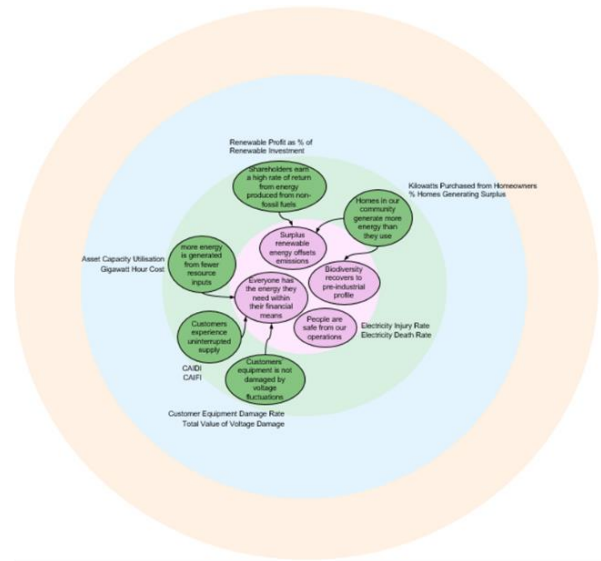 Renewable Profit as % of
Renewable Investment
Shareholders earn
a high rate of return
from energy
produced from non-
fossil fuels
Kilowatts Purchased from Homeowners
% Homes Generating Surplus
Homes in our
community
generate more
energy than
they use
Surplus
renewable
energy offsets
emissions
more energy
is generated
from fewer
resource
inputs
Asset Capacity Utilisation
Gigawatt Hour Cost
Biodiversity
recovers to
pre-industrial
profile
Everyone has
the energy they
need within
their financial
means
People are
safe from our
operations
Electricity Injury Rate
Electricity Death Rate
Customers
experience
uninterrupted
supply
CAIDI
CAIFI
Customers'
equipment is not
damaged by
voltage
fluctuations
Customer Equipment Damage Rate
Total Value of Voltage Damage